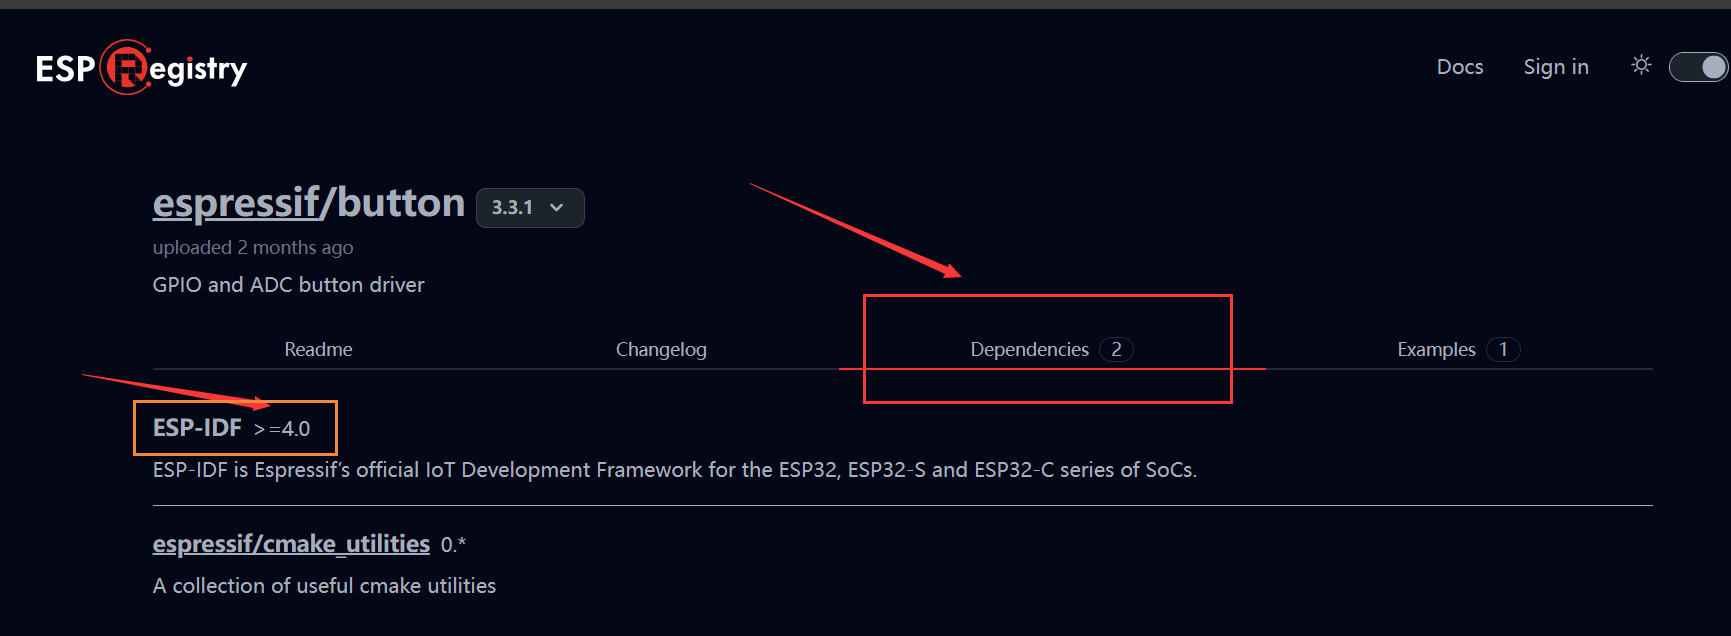 ESP Registry
Docs Sign in
espressif/button 3.3.1
uploaded 2 months ago
GPIO and ADC button driver
Readme Changelog Dependencies 2 Examples 1
ESP-IDF >=4.0
ESP-IDF is Espressif’s official IoT Development Framework for the ESP32, ESP32-S and ESP32-C series of SoCs.
espressif/cmake_utilities 0.*
A collection of useful cmake utilities